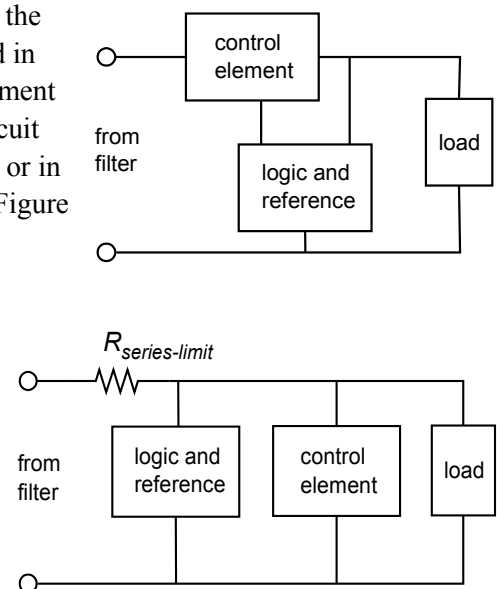 the
d in
ment
cuit
or in
Figure
control
element
from
filter
logic and
reference
load
R series-limit
from
filter
logic and
reference
control
element
load